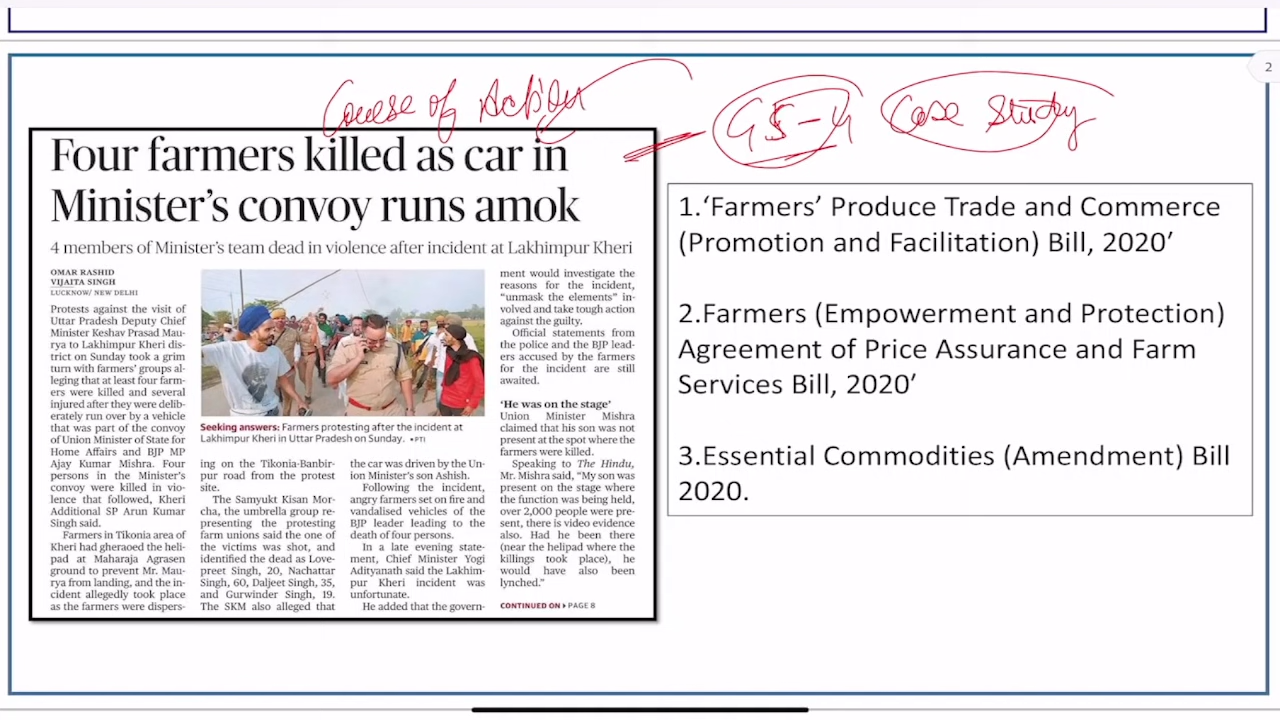 2
Course of Action
GS-4
Case Study
Four farmers killed as car in
Minister's convoy runs amok
4 members of Minister's team dead in violence after incident at Lakhimpur Kheri
OMAR RASHID
VIJAITA SINGH
LUCKNOW/ NEW DELHI
Protests against the visit of
Uttar Pradesh Deputy Chief
Minister Keshav Prasad Mau-
rya to Lakhimpur Kheri dis-
trict on Sunday took a grim
turn with farmers' groups al-
leging that at least four farm-
ers were killed and several
injured after they were delib-
erately run over by a vehicle
that was part of the convoy
of Union Minister of State for
Home Affairs and BJP MP
Ajay Kumar Mishra. Four
persons in the Minister's
convoy were killed in vio-
lence that followed, Kheri
Additional SP Arun Kumar
Singh said.
Farmers in Tikonia area of
Kheri had gheraoed the heli-
pad at Maharaja Agrasen
ground to prevent Mr. Mau-
rya from landing, and the in-
cident allegedly took place
as the farmers were dispers-
Seeking answers: Farmers protesting after the incident at
Lakhimpur Kheri in Uttar Pradesh on Sunday. •PTI
ing on the Tikonia-Banbir-
pur road from the protest
site.
The Samyukt Kisan Mor-
cha, the umbrella group re-
presenting the protesting
farm unions said the one of
the victims was shot, and
identified the dead as Love-
preet Singh, 20, Nachattar
Singh, 60, Daljeet Singh, 35,
and Gurwinder Singh, 19.
The SKM also alleged that
the car was driven by the Un-
ion Minister's son Ashish.
Following the incident,
angry farmers set on fire and
vandalised vehicles of the
BJP leader leading to the
death of four persons.
In a late evening state-
ment, Chief Minister Yogi
Adityanath said the Lakhim-
pur Kheri incident was
unfortunate.
He added that the govern-
ment would investigate the
reasons for the incident,
"unmask the elements" in-
volved and take tough action
against the guilty.
Official statements from
the police and the BJP lead-
ers accused by the farmers
for the incident are still
awaited.
'He was on the stage'
Union Minister Mishra
claimed that his son was not
present at the spot where the
farmers were killed.
Speaking to The Hindu,
Mr. Mishra said, "My son was
present on the stage where
the function was being held,
over 2,000 people were pre-
sent, there is video evidence
also. Had he been there
(near the helipad where the
killings took place), he
would have also been
lynched."
CONTINUED ON ▸ PAGE 8
1.'Farmers' Produce Trade and Commerce
(Promotion and Facilitation) Bill, 2020'
2.Farmers (Empowerment and Protection)
Agreement of Price Assurance and Farm
Services Bill, 2020'
3.Essential Commodities (Amendment) Bill
2020.